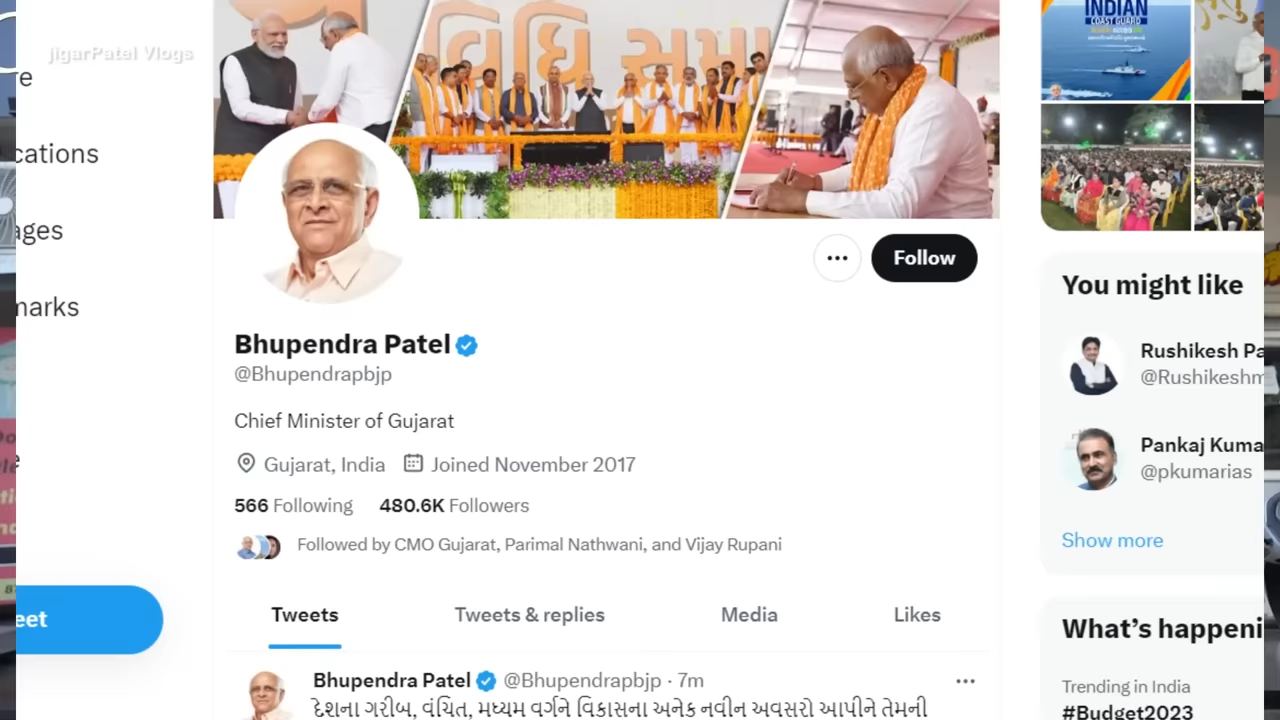 jigarPatel Vlogs
વિધિ સમા
INDIAN
COAST GUARD
re
cations
ages
marks
eet
Follow
Bhupendra Patel
@Bhupendrapbjp
Chief Minister of Gujarat
Gujarat, India Joined November 2017
566 Following 480.6K Followers
Followed by CMO Gujarat, Parimal Nathwani, and Vijay Rupani
Tweets Tweets & replies Media Likes
Bhupendra Patel @Bhupendrapbjp · 7m
દેશના ગરીબ, વંચિત, મધ્યમ વર્ગને વિકાસના અનેક નવીન અવસરો આપીને તેમની
You might like
Rushikesh Pa
@Rushikeshm
Pankaj Kuma
@pkumarias
Show more
What's happeni
Trending in India
#Budget2023